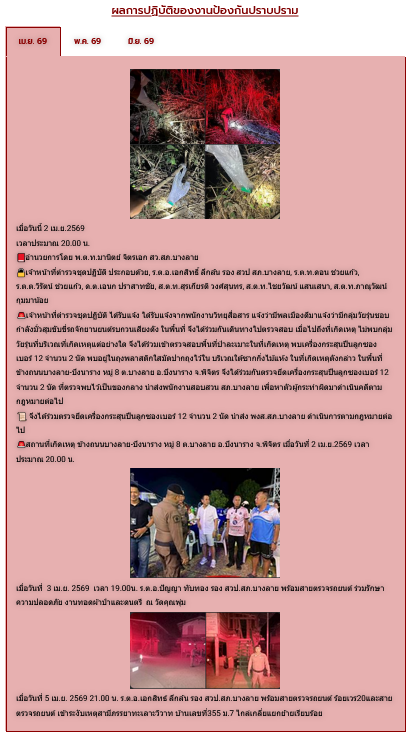 ผลการปฏิบัติของงานป้องกันปราบปราม
เม.ย. 69
พ.ค. 69
มิ.ย. 69
เมื่อวันนี้ 2 เม.ย.2569
เวลาประมาณ 20.00 น.
อำนวยการโดย พ.ต.ท.มานิตย์ จิตรเอก สว.สภ.บางลาย
เจ้าหน้าที่ตำรวจชุดปฏิบัติ ประกอบด้วย, ร.ต.อ.เอกสิทธิ์ ลึกลัน รอง สวป สภ.บางลาย, ร.ต.ท.ดอน ช่วยแก้ว,
ร.ต.ต.วิรัตน์ ช่วยแก้ว, ด.ต.เอนก ปราสาทชัย, ส.ต.ท.สุรเกียรติ วงศ์สุนทร, ส.ต.ท.ไชยวัฒน์ แสนเสนา, ส.ต.ท.ภาณุวัฒน์
กุมมาน้อย
เจ้าหน้าที่ตำรวจชุดปฏิบัติ ได้รับแจ้ง ได้รับแจ้งจากพนักงานวิทยุสื่อสาร แจ้งว่ามีพลเมืองดีมาแจ้งว่ามีกลุ่มวัยรุ่นชอบ
กำลังมั่วสุมขับขี่รถจักรยานยนต์รบกวนเสียงดัง ในพื้นที่ จึงได้ร่วมกันเดินทางไปตรวจสอบ เมื่อไปถึงที่เกิดเหตุ ไม่พบกลุ่ม
วัยรุ่นที่บริเวณที่เกิดเหตุแต่อย่างใด จึงได้ร่วมเข้าตรวจสอบพื้นที่ป่าละเมาะในที่เกิดเหตุ พบเครื่องกระสุนปืนลูกซอง
เบอร์ 12 จำนวน 2 นัด พบอยู่ในถุงพลาสติกใสมัดปากถุงไว้ใน บริเวณใต้ซากกิ่งไม้แห้ง ในที่เกิดเหตุดังกล่าว ในพื้นที่
ข้างถนนบางลาย-บึงนาราง หมู่ 8 ต.บางลาย อ.บึงนาราง จ.พิจิตร จึงได้ร่วมกันตรวจยึดเครื่องกระสุนปืนลูกซองเบอร์ 12
จำนวน 2 นัด ที่ตรวจพบไว้เป็นของกลาง นำส่งพนักงานสอบสวน สภ.บางลาย เพื่อหาตัวผู้กระทำผิดมาดำเนินคดีตาม
กฎหมายต่อไป
จึงได้ร่วมตรวจยึดเครื่องกระสุนปืนลูกซองเบอร์ 12 จำนวน 2 นัด นำส่ง พงส.สภ.บางลาย ดำเนินการตามกฎหมายต่อ
ไป
สถานที่เกิดเหตุ ข้างถนนบางลาย-บึงนาราง หมู่ 8 ต.บางลาย อ.บึงนาราง จ.พิจิตร เมื่อวันที่ 2 เม.ย.2569 เวลา
ประมาณ 20.00 น.
เมื่อวันที่ 3 เม.ย. 2569 เวลา 19.00น. ร.ต.อ.ปัญญา ทับทอง รอง สวป.สภ.บางลาย พร้อมสายตรวจรถยนต์ ร่วมรักษา
ความปลอดภัย งานทอดผ้าป่าและดนตรี ณ วัดคุณพุ่ม
เมื่อวันที่ 5 เม.ย. 2569 21.00 น. ร.ต.อ.เอกสิทธ์ ลึกลัน รอง สวป.สภ.บางลาย พร้อมสายตรวจรถยนต์ ร้อยเวร20และสาย
ตรวจรถยนต์ เข้าระงับเหตุสามีภรรยาทะเลาะวิวาท บ้านเลขที่355 ม.7 ไกล่เกลี่ยแยกย้ายเรียบร้อย